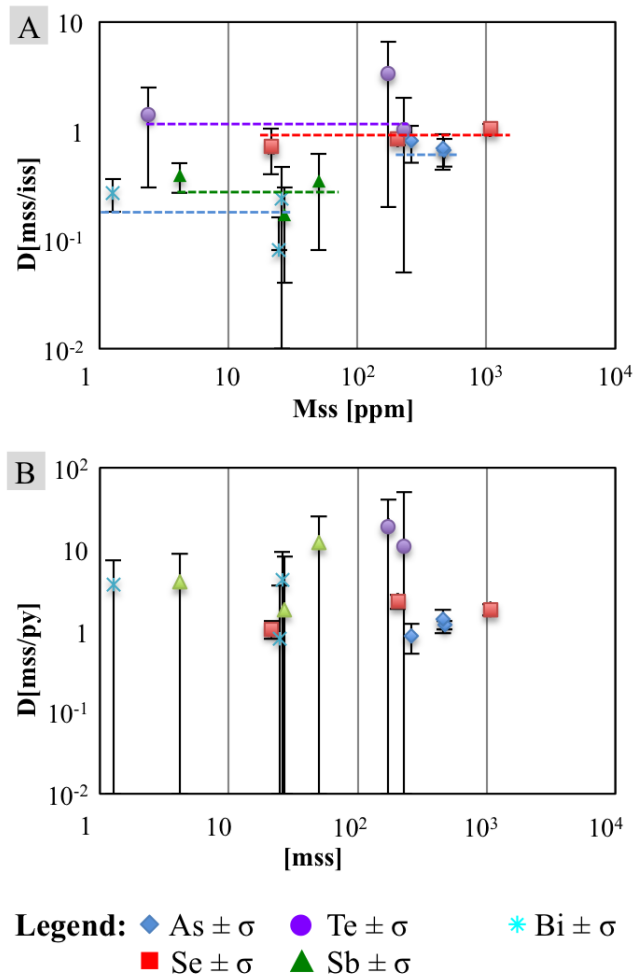 A
10
1
10⁻¹
10⁻²
D[mss/iss]
1 10 10² 10³ 10⁴
Mss [ppm]
B
10²
10
1
10⁻¹
10⁻²
D[mss/py]
1 10 10² 10³ 10⁴
[mss]
Legend: As ± σ Te ± σ Bi ± σ
Se ± σ Sb ± σ